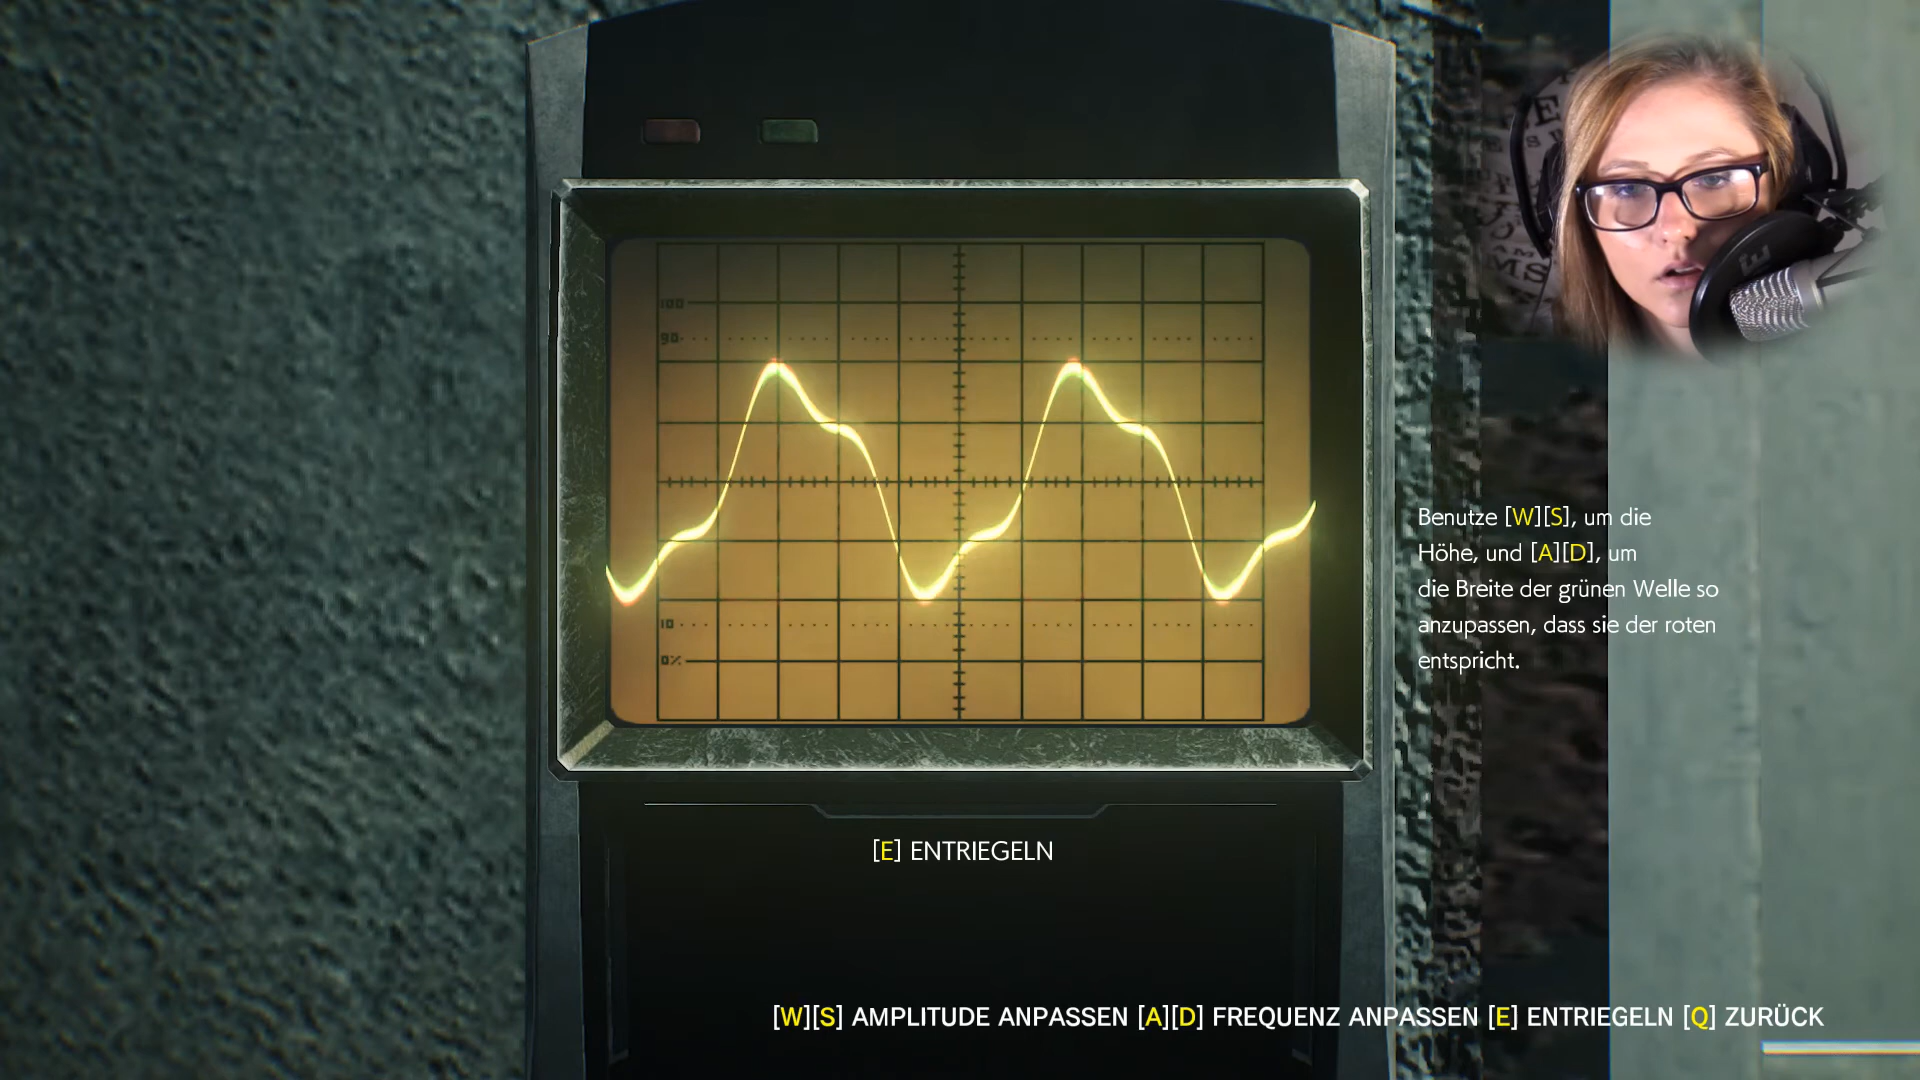 100
90
10
0%
Benutze [W][S], um die
Höhe, und [A][D], um
die Breite der grünen Welle so
anzupassen, dass sie der roten
entspricht.
[E] ENTRIEGELN
[W][S] AMPLITUDE ANPASSEN [A][D] FREQUENZ ANPASSEN [E] ENTRIEGELN [Q] ZURÜCK